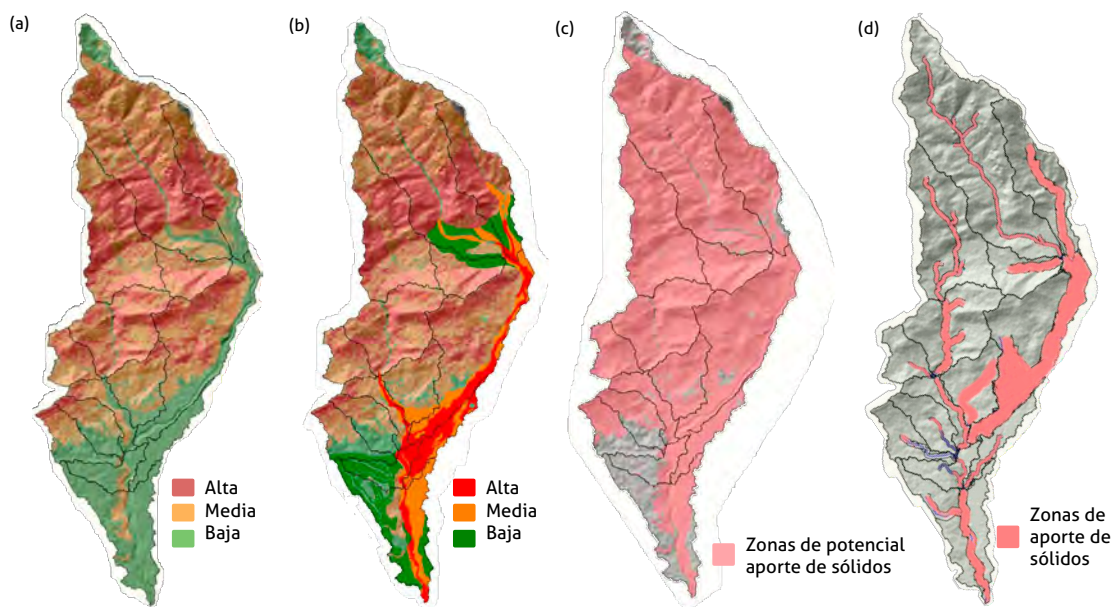 (a)
(b)
(c)
(d)
Alta
Media
Baja
Alta
Media
Baja
Zonas de potencial
aporte de sólidos
Zonas de
aporte de
sólidos